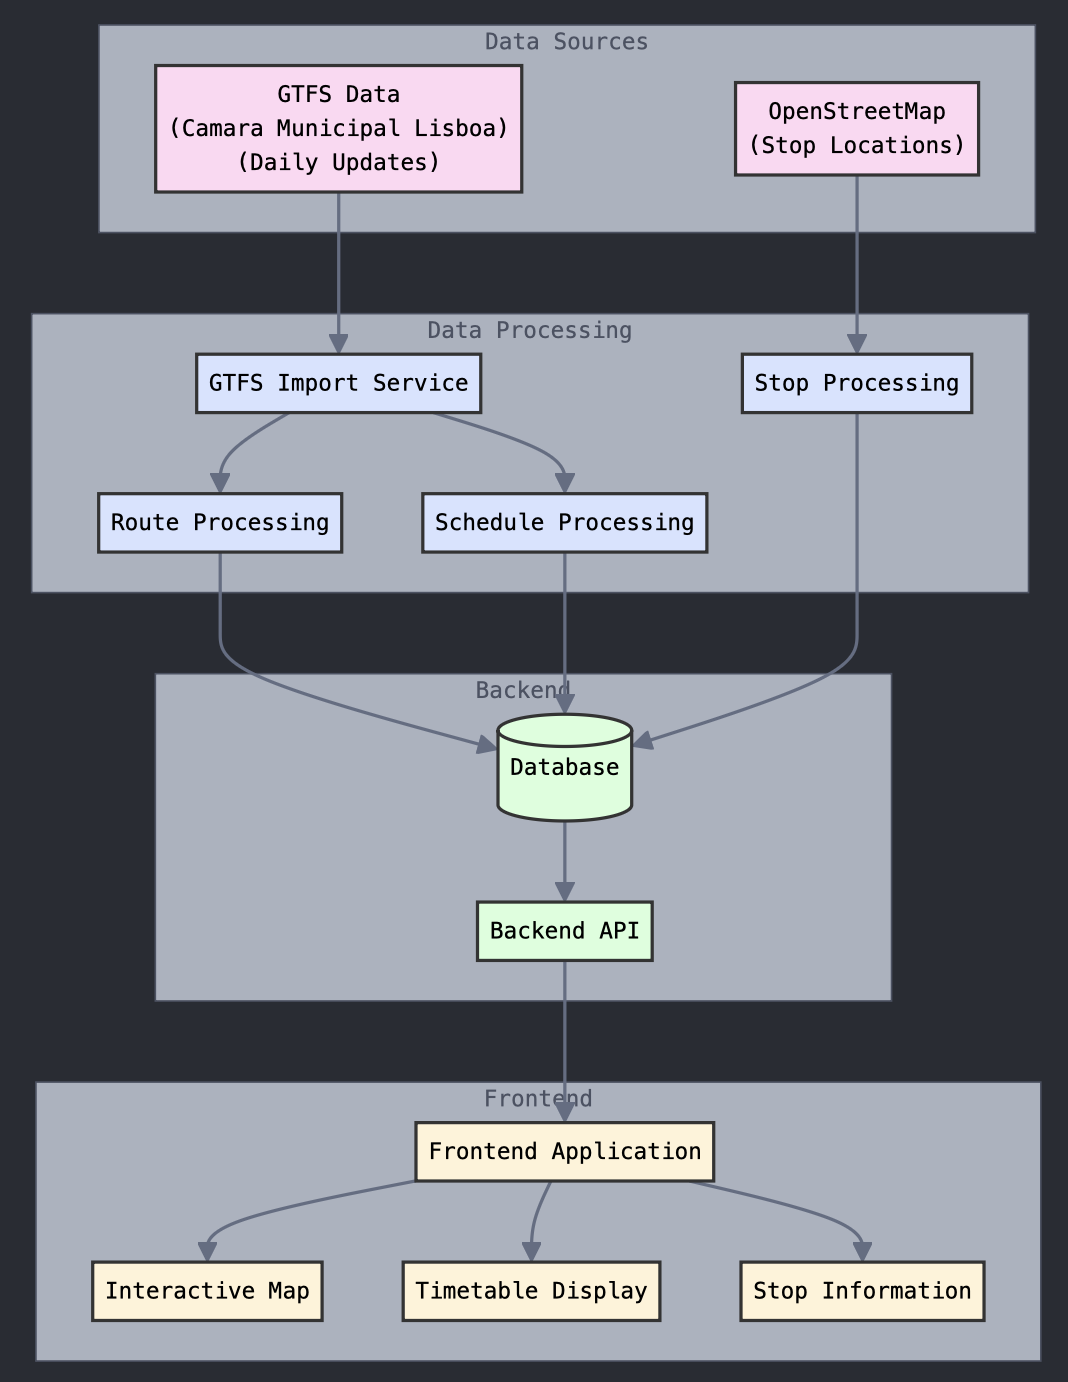 Data Sources
GTFS Data
(Camara Municipal Lisboa)
(Daily Updates)
OpenStreetMap
(Stop Locations)
Data Processing
GTFS Import Service
Stop Processing
Route Processing
Schedule Processing
Backend
Database
Backend API
Frontend
Frontend Application
Interactive Map
Timetable Display
Stop Information